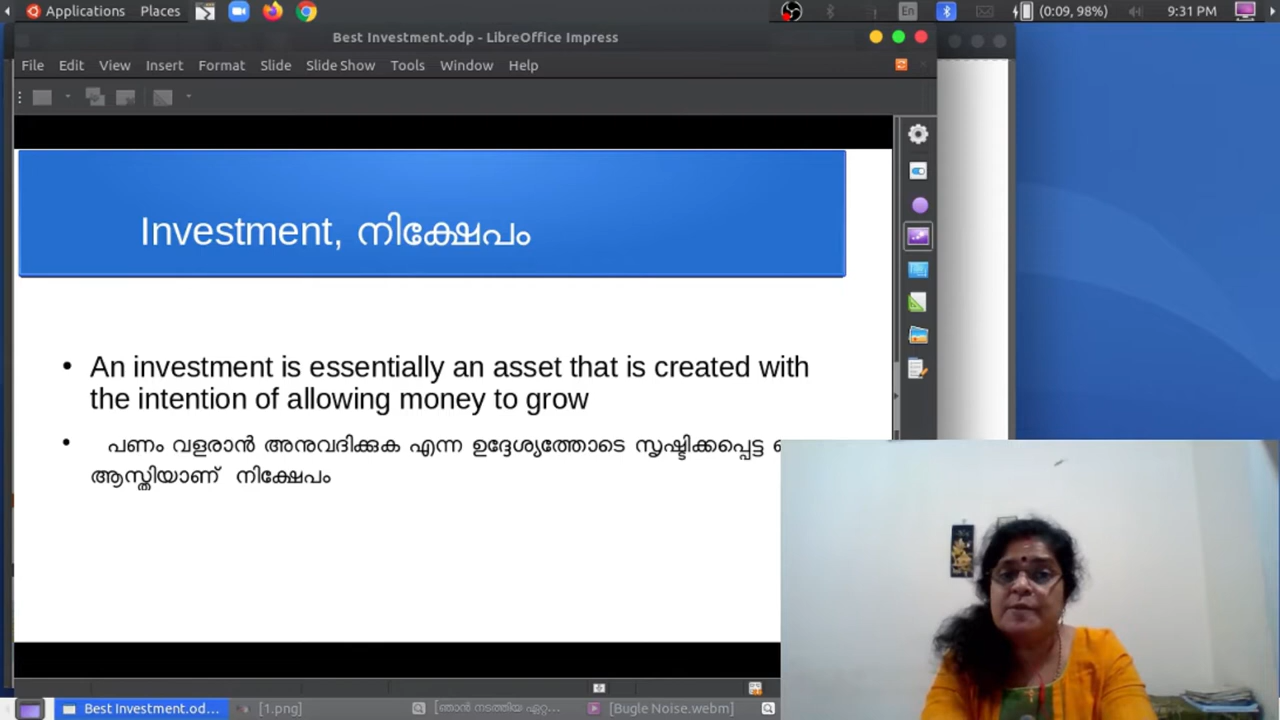 Applications Places En (0:09, 98%) 9:31 PM
Best Investment.odp - LibreOffice Impress
File Edit View Insert Format Slide Slide Show Tools Window Help
Investment, നിക്ഷേപം
• An investment is essentially an asset that is created with
the intention of allowing money to grow
• പണം വളരാൻ അനുവദിക്കുക എന്ന ഉദ്ദേശ്യത്തോടെ സൃഷ്ടിക്കപ്പെട്ട
ആസ്തിയാണ് നിക്ഷേപം
Best Investment.od... [1.png] [ഞാൻ നടത്തിയ ഏറ്റ... [Bugle Noise.webm]